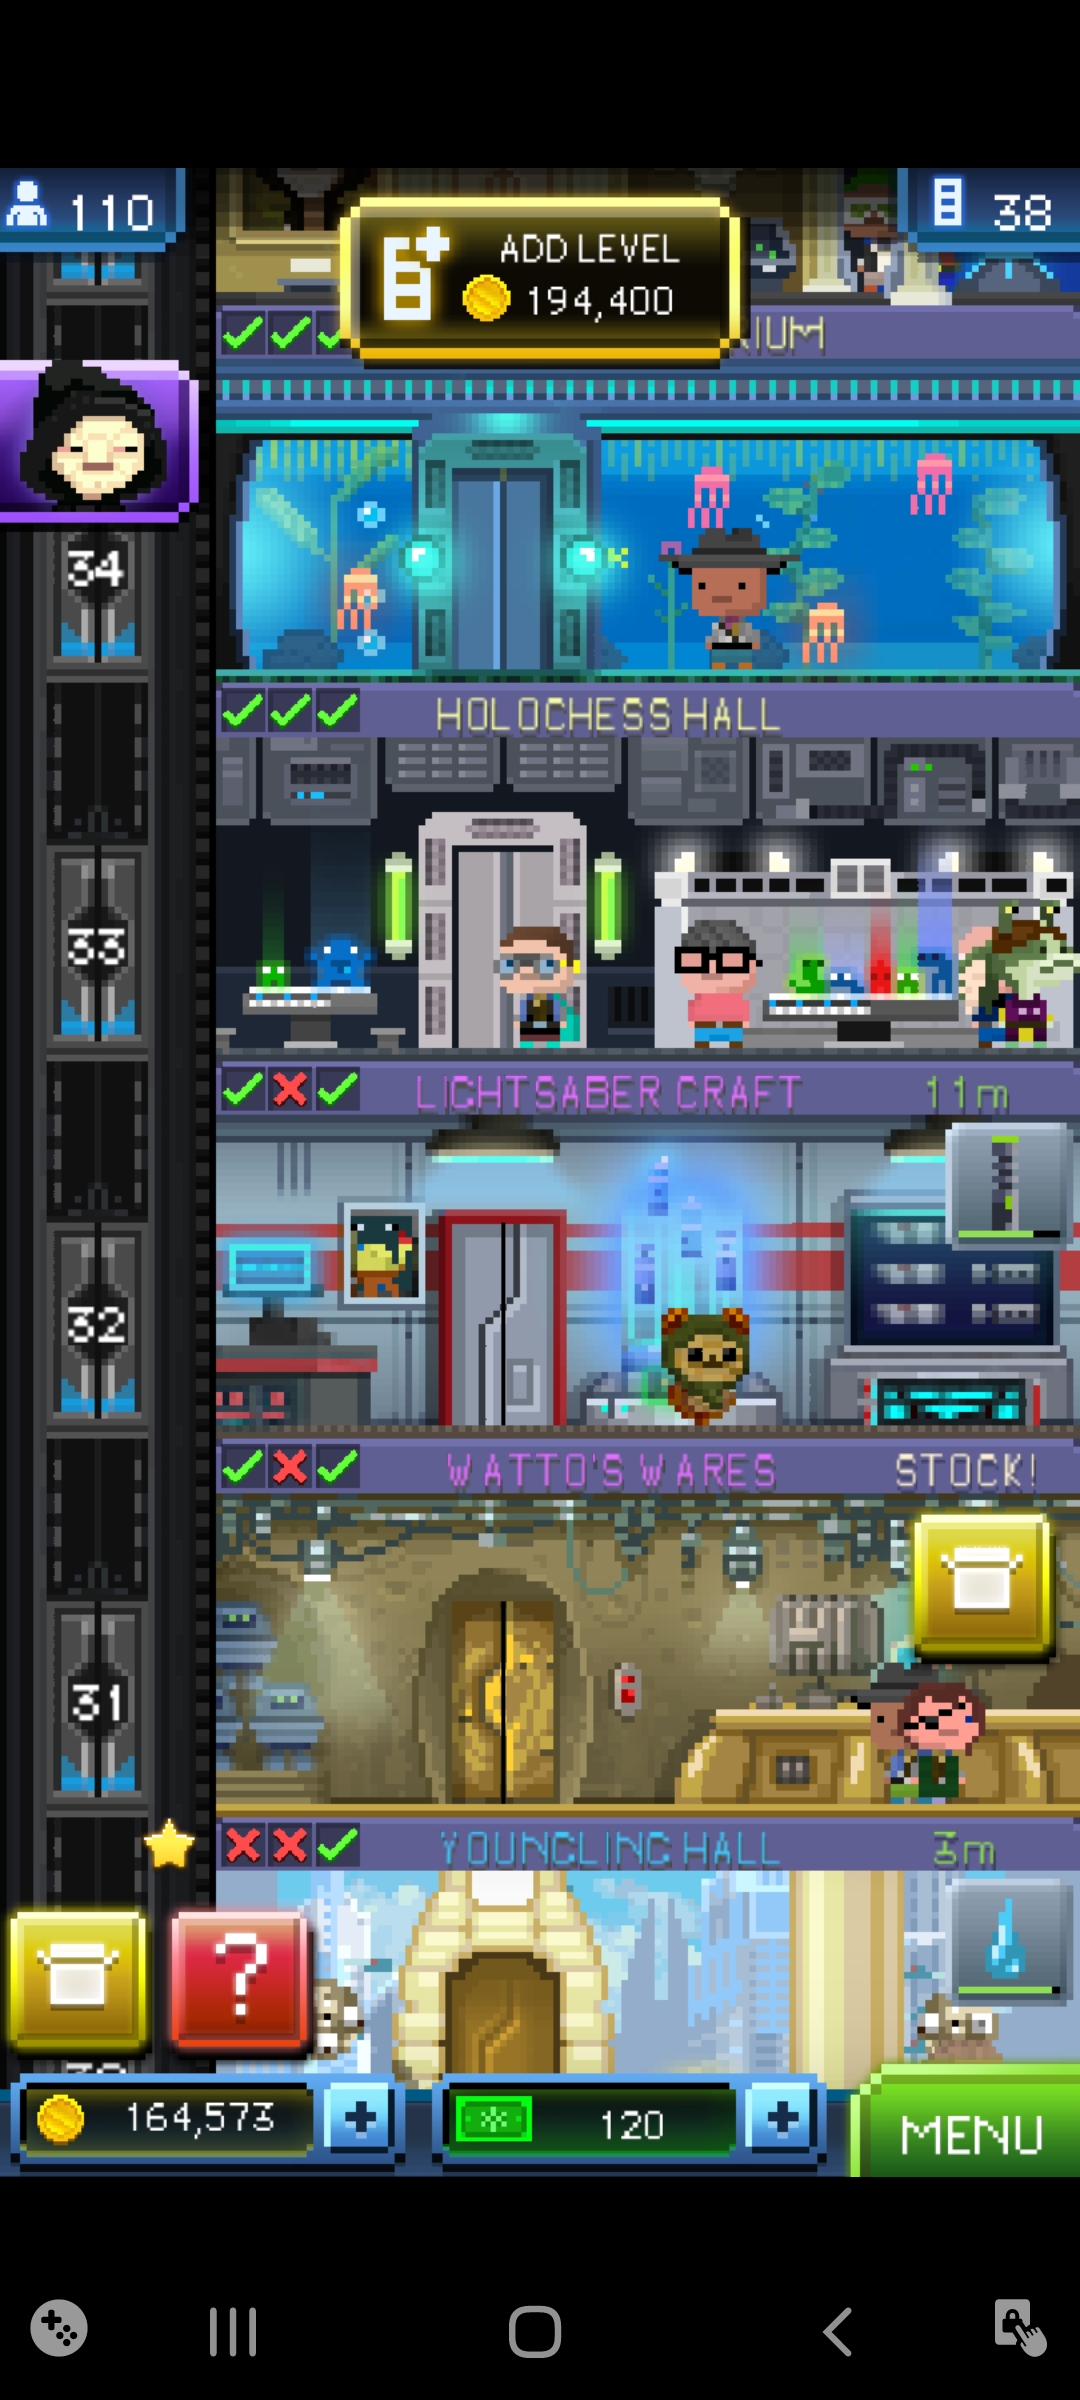 110
38
ADD LEVEL
194,400
RIUM
34
HOLOCHESS HALL
33
LIGHTSABER CRAFT 11m
32
WATTO'S WARES STOCK!
31
YOUNGLING HALL 3m
?
164,573
120
MENU